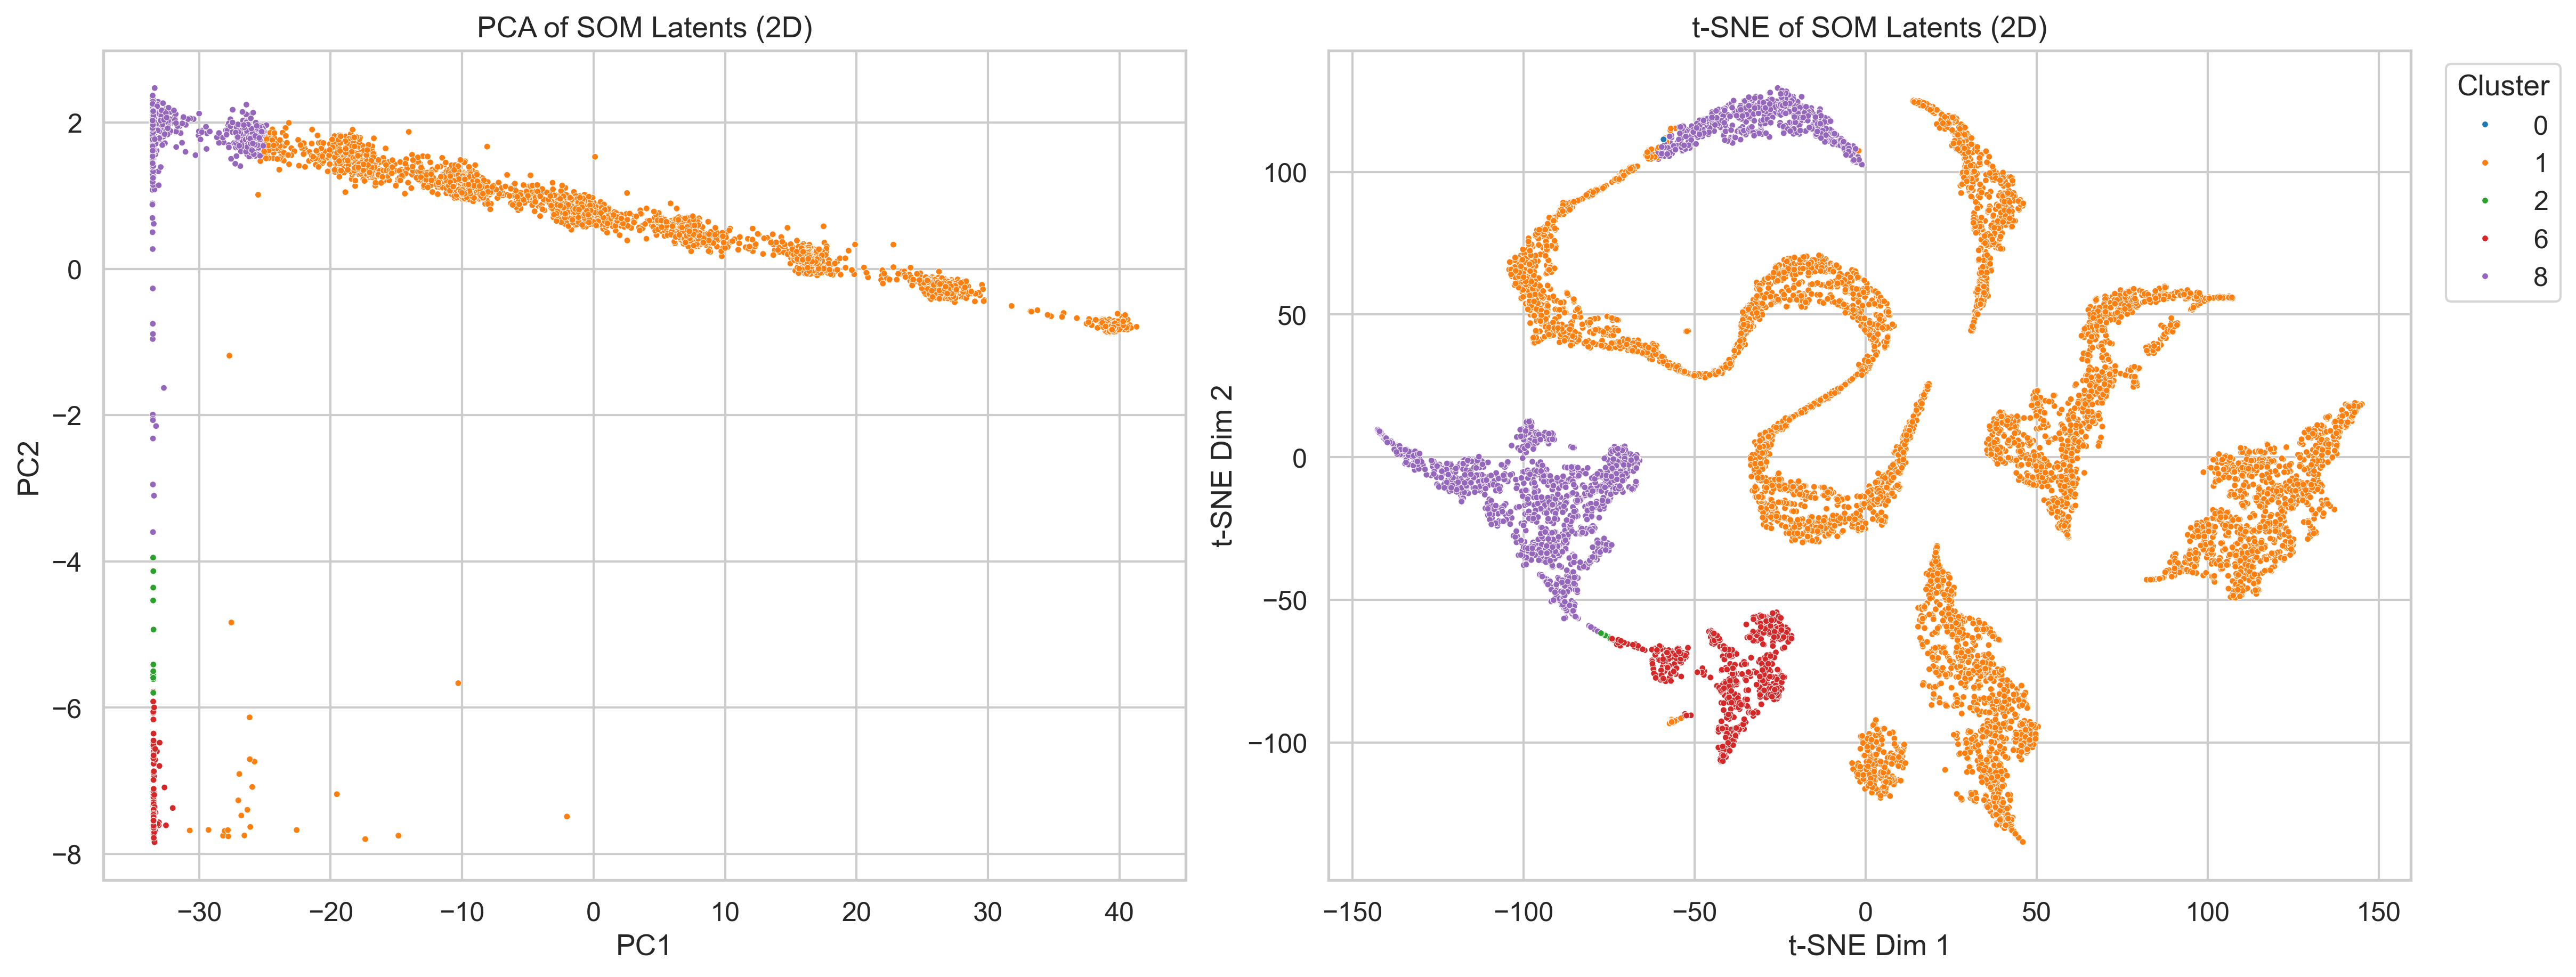 PCA of SOM Latents (2D)
2
0
−2
−4
−6
−8
PC2
−30 −20 −10 0 10 20 30 40
PC1
t-SNE of SOM Latents (2D)
100
50
0
−50
−100
t-SNE Dim 2
−150 −100 −50 0 50 100 150
t-SNE Dim 1
Cluster
0
1
2
6
8